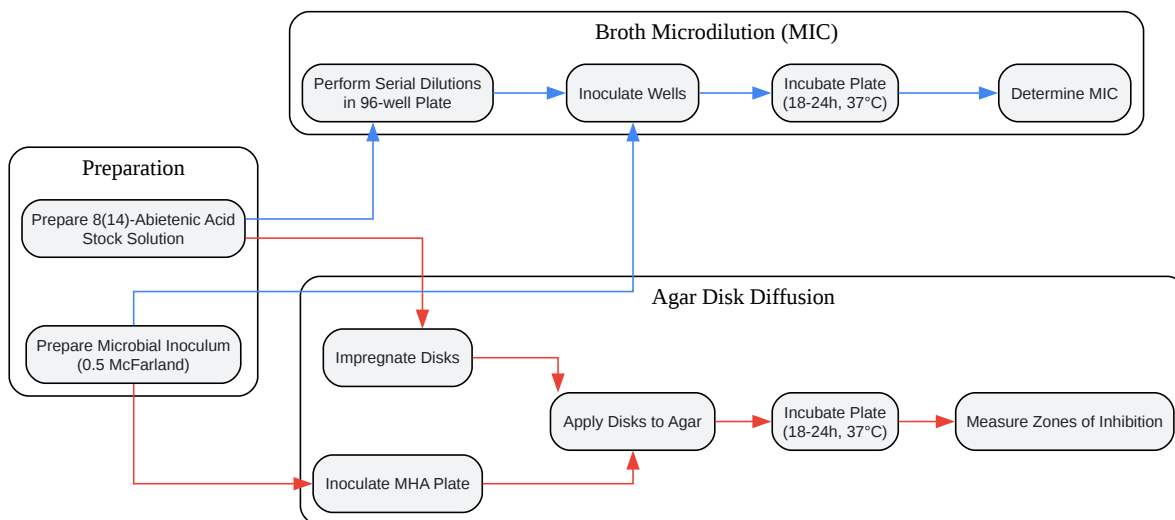 Broth Microdilution (MIC)
Perform Serial Dilutions
in 96-well Plate
Inoculate Wells
Incubate Plate
(18-24h, 37°C)
Determine MIC
Preparation
Prepare 8(14)-Abietenic Acid
Stock Solution
Prepare Microbial Inoculum
(0.5 McFarland)
Agar Disk Diffusion
Impregnate Disks
Apply Disks to Agar
Incubate Plate
(18-24h, 37°C)
Measure Zones of Inhibition
Inoculate MHA Plate